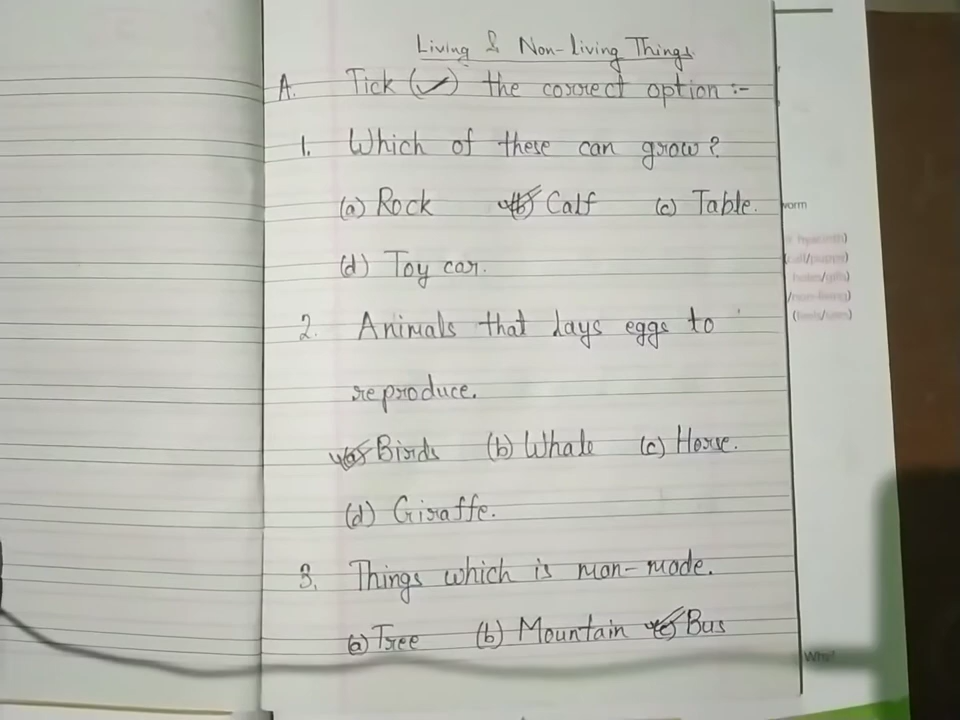 Living & Non-Living Things
A. Tick (✓) the correct option :-
1. Which of these can grow?
(a) Rock ✓(b) Calf (c) Table.
(d) Toy car.
2. Animals that lays eggs to
reproduce.
✓(a) Birds (b) Whale (c) Horse.
(d) Giraffe.
3. Things which is man-made.
(a) Tree (b) Mountain ✓(c) Bus
worm